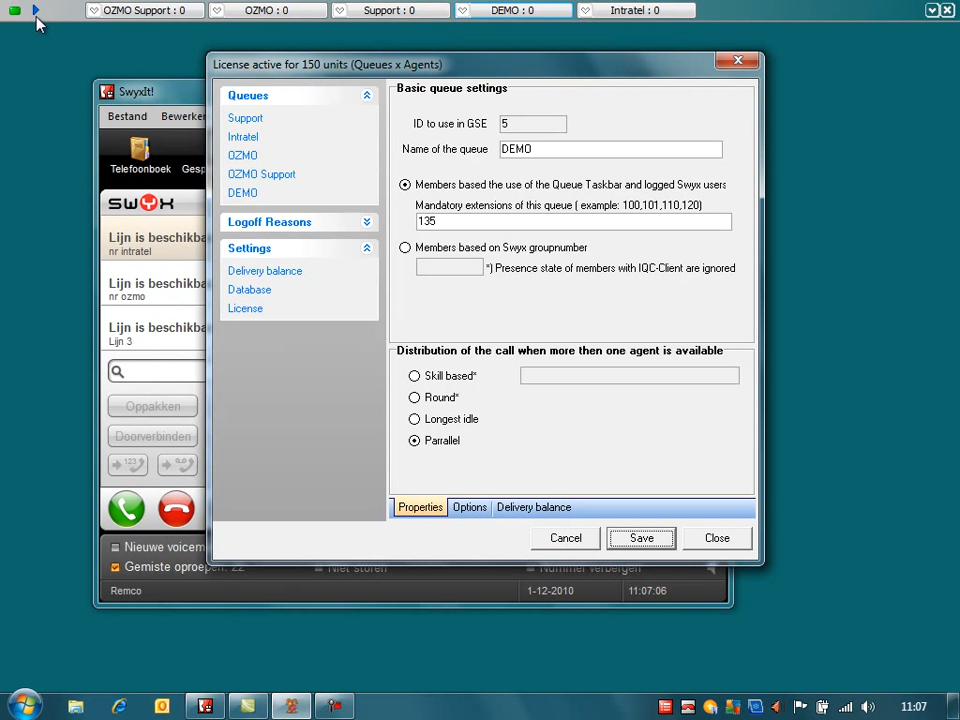 OZMO Support : 0
OZMO : 0
Support : 0
DEMO : 0
Intratel : 0
SwyxIt!
Bestand
Telefoonboek
swyx
Lijn is beschikba
nr intratel
Lijn is beschikba
nr ozmo
Lijn is beschikba
Lijn 3
Oppakken
Doorverbinden
Nieuwe voicem
Gemiste oproepen: 22
Niet storen
Nummer verbergen
Remco
1-12-2010
11:07:06
License active for 150 units (Queues x Agents)
Queues
Support
Intratel
OZMO
OZMO Support
DEMO
Logoff Reasons
Settings
Delivery balance
Database
License
Basic queue settings
ID to use in GSE 5
Name of the queue DEMO
Members based the use of the Queue Taskbar and logged Swyx users
Mandatory extensions of this queue ( example: 100,101,110,120)
135
Members based on Swyx groupnumber
*) Presence state of members with IQC-Client are ignored
Distribution of the call when more then one agent is available
Skill based*
Round*
Longest idle
Parrallel
Properties Options Delivery balance
Cancel Save Close
11:07